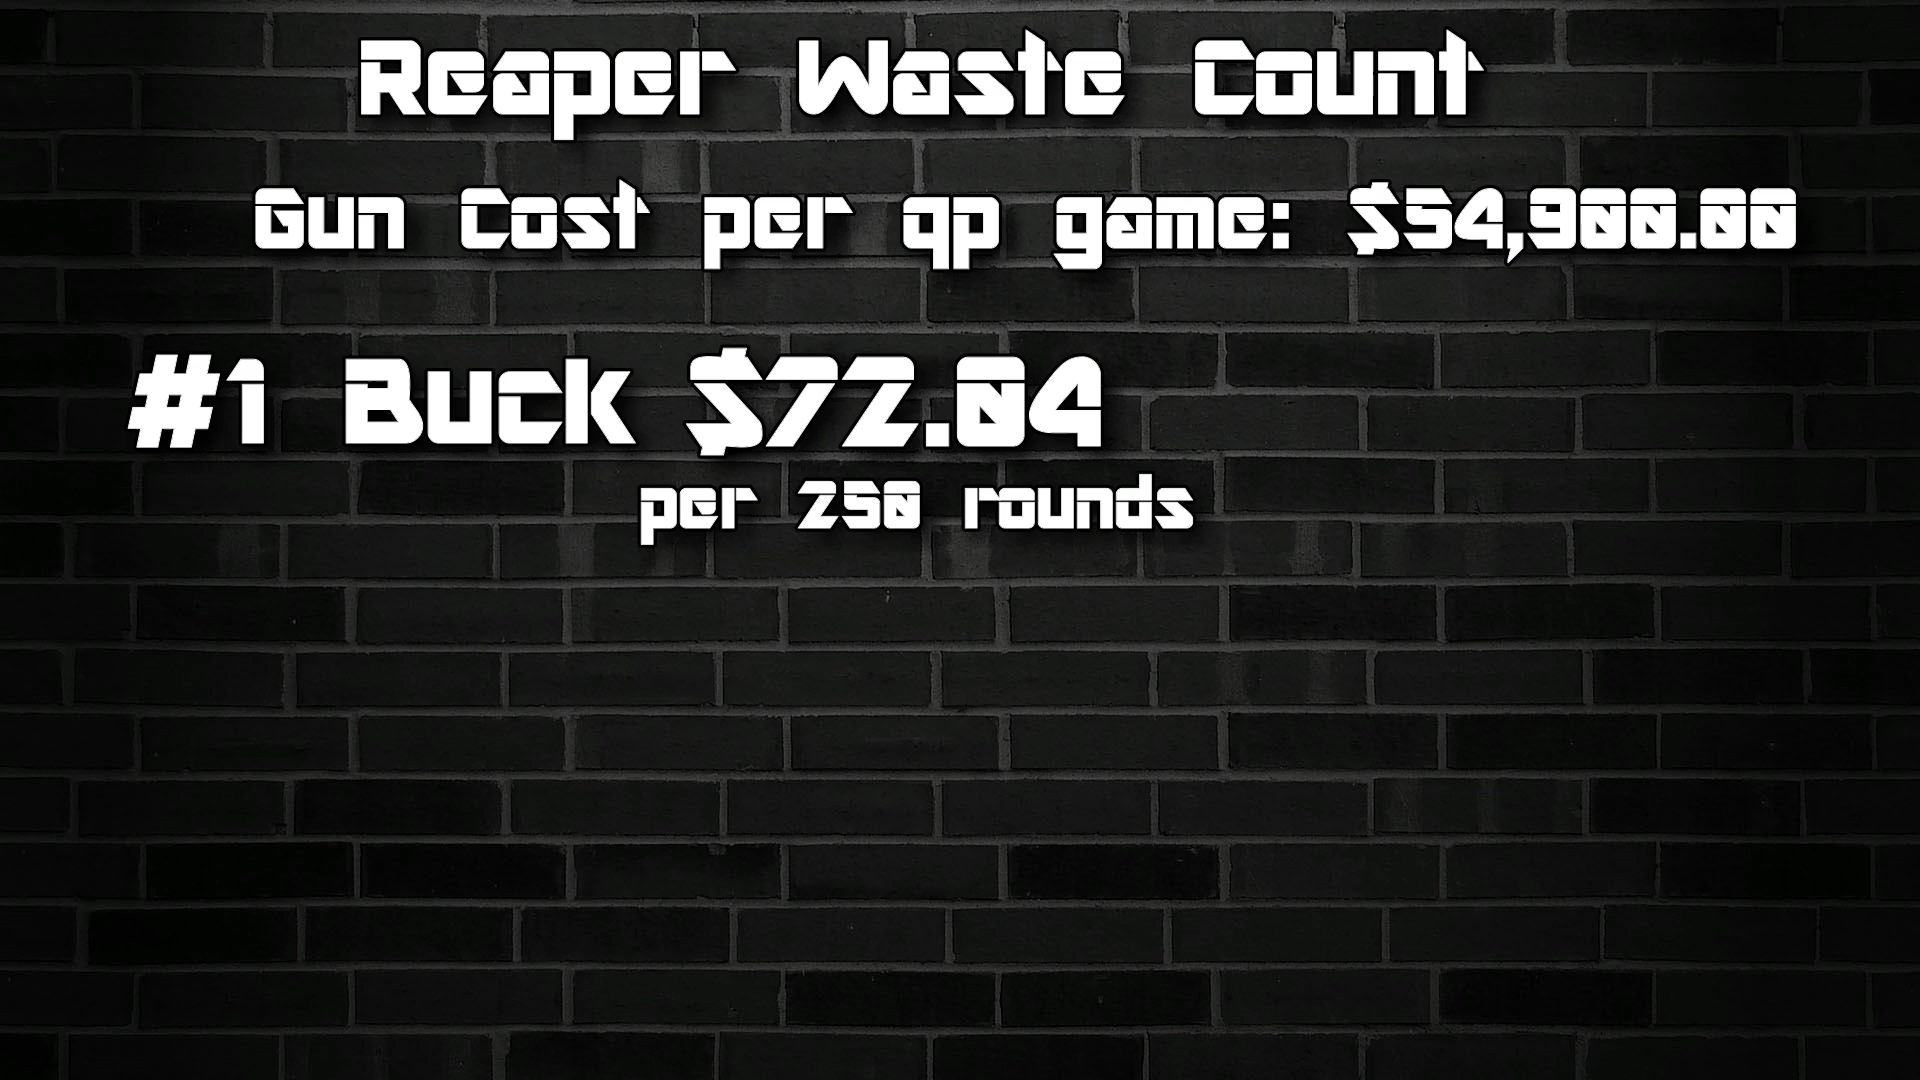 Reaper Waste Count
Gun Cost per qp game: $54,900.00
#1 Buck $72.04
per 250 rounds